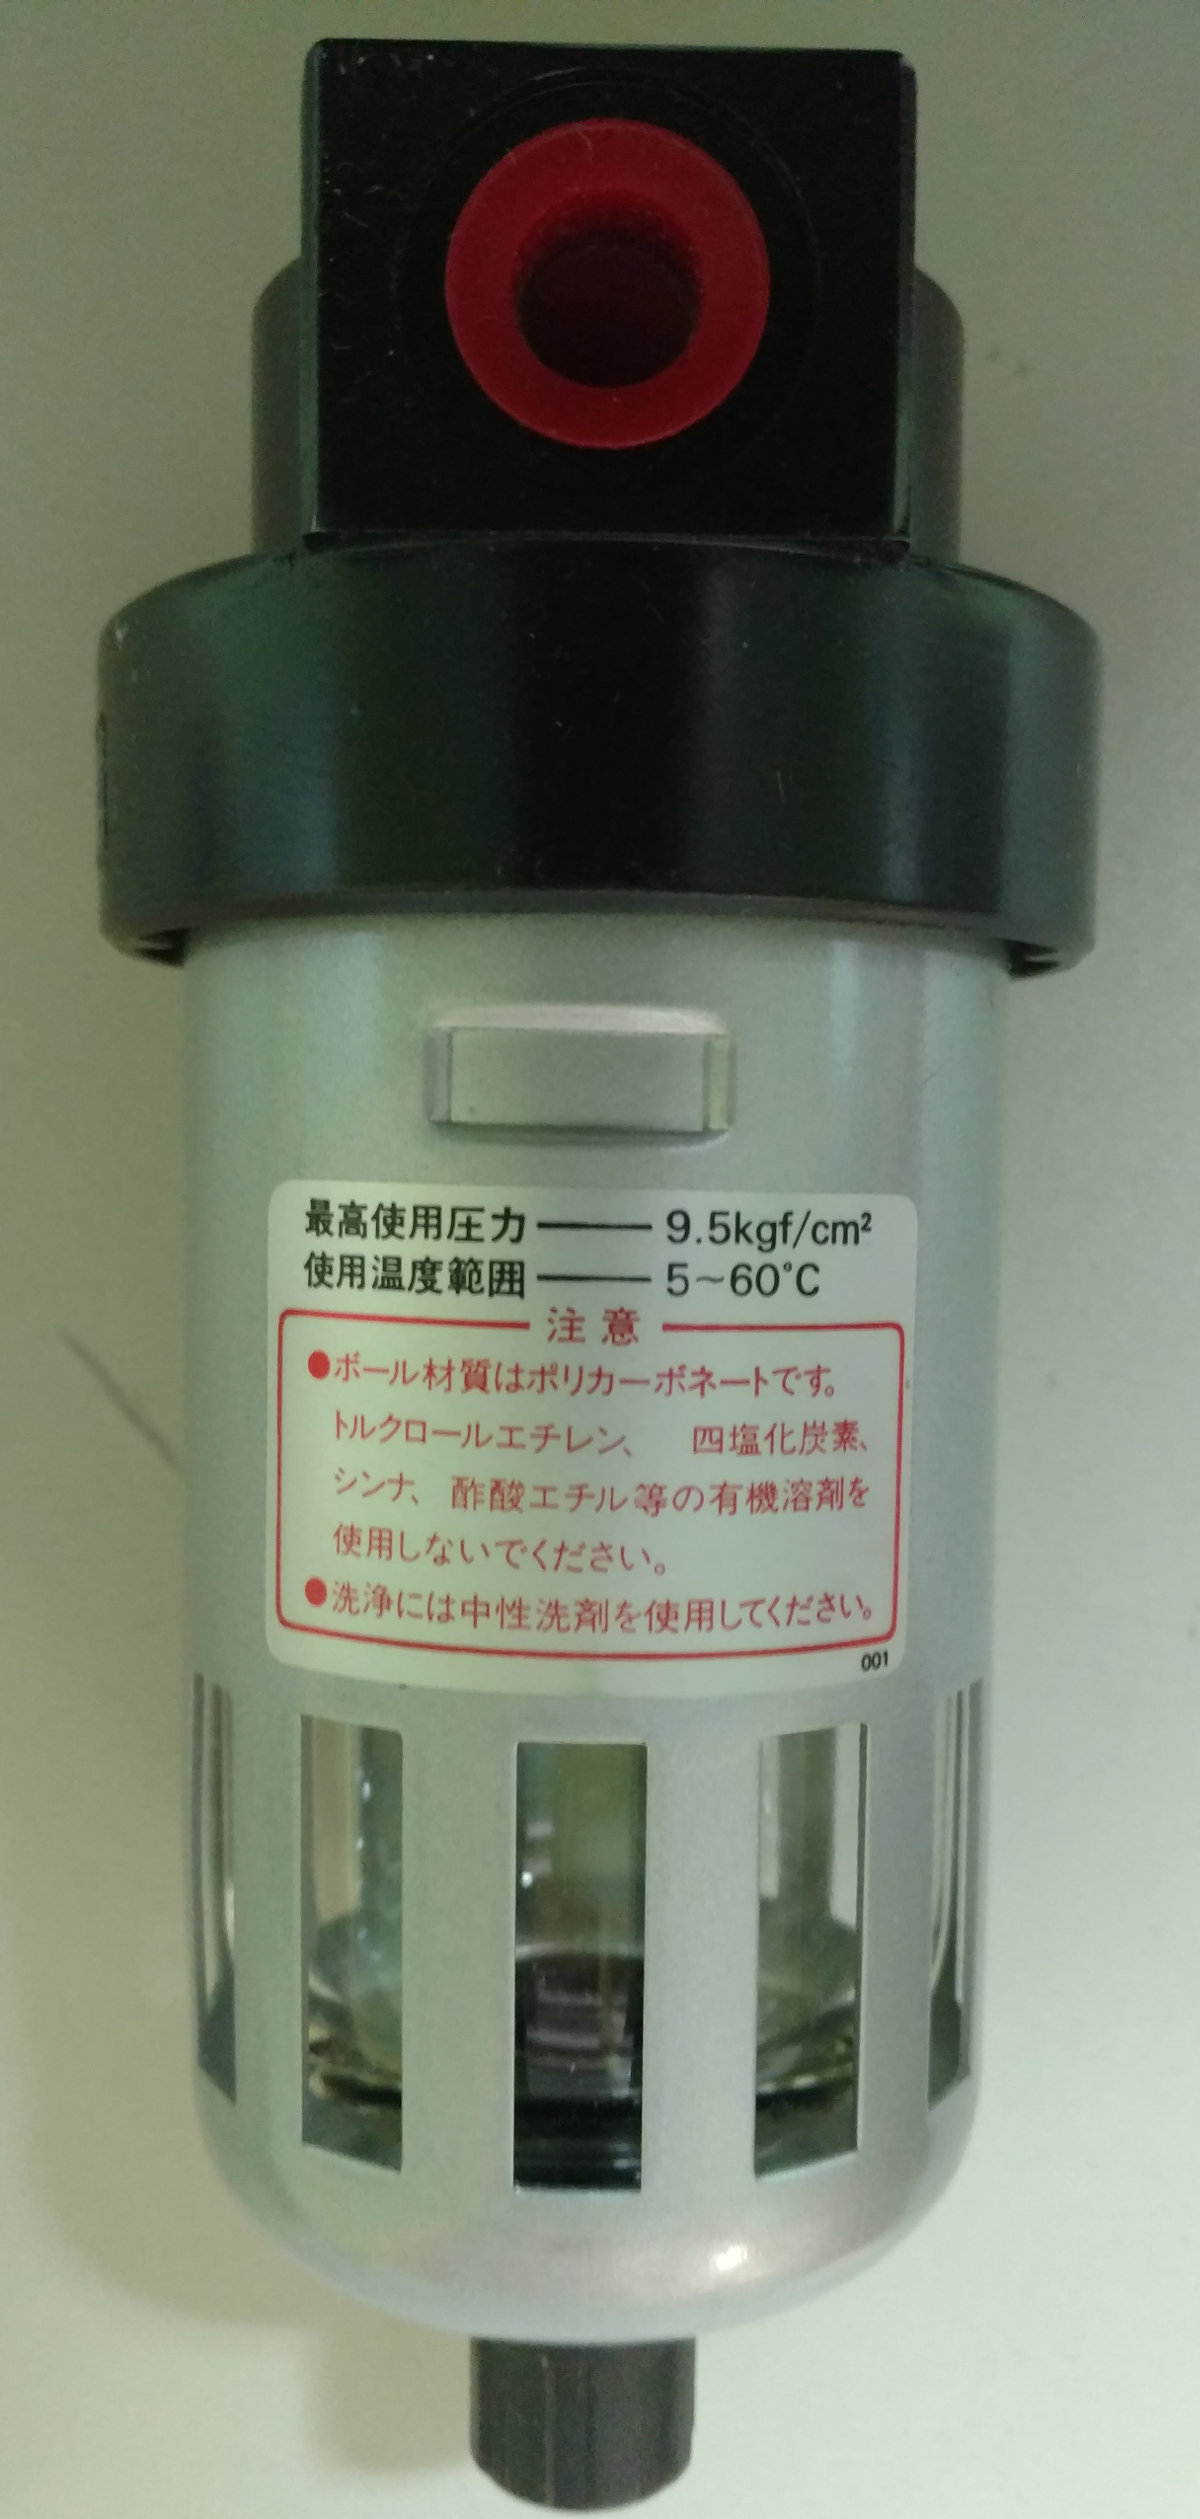 最高使用圧力――9.5kgf/cm²
使用温度範囲――5~60°C
注意
●ボール材質はポリカーボネートです。
トルクロールエチレン、 四塩化炭素、
シンナ、酢酸エチル等の有機溶剤を
使用しないでください。
●洗浄には中性洗剤を使用してください。
001